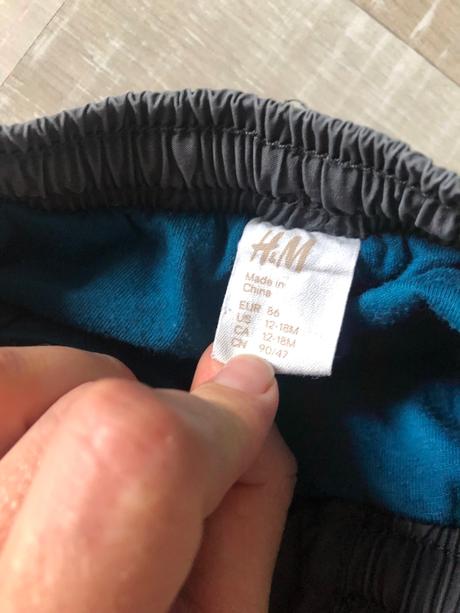 H&M
Made in
China
EUR 86
US 12-18M
CA 12-18M
CN 90/47